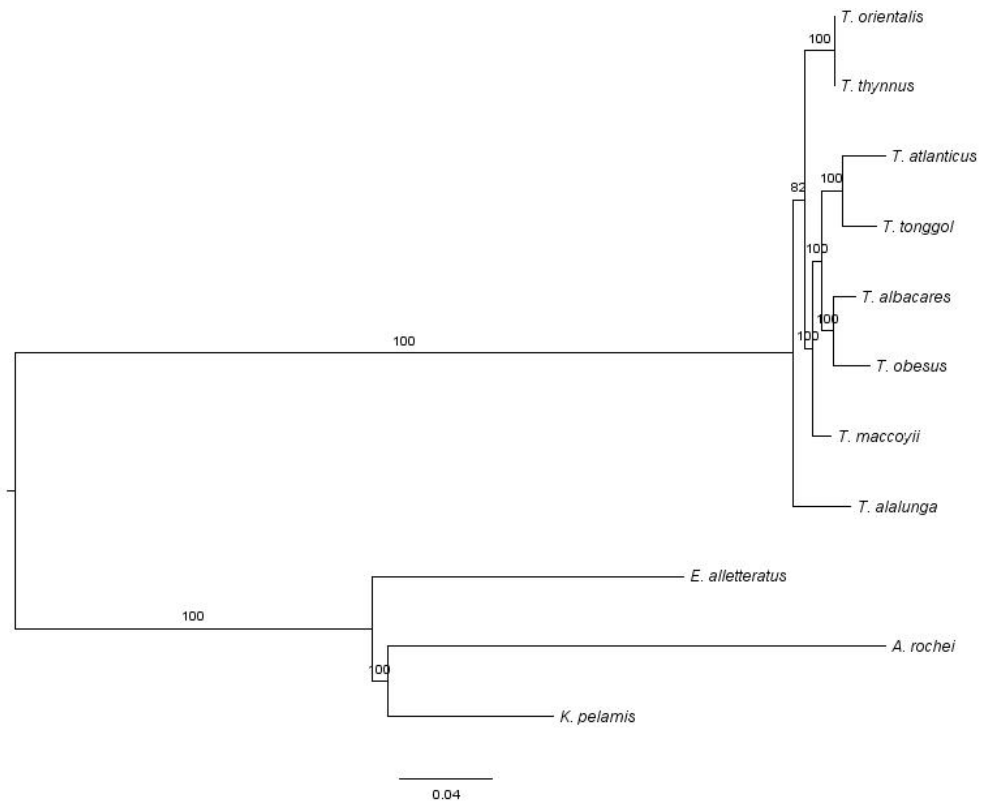 T. orientalis
100
T. thynnus
T. atlanticus
100
82
T. tonggol
100
T. albacares
100
100
100
T. obesus
T. maccoyii
T. alalunga
E. alletteratus
100
A. rochei
100
K. pelamis
0.04